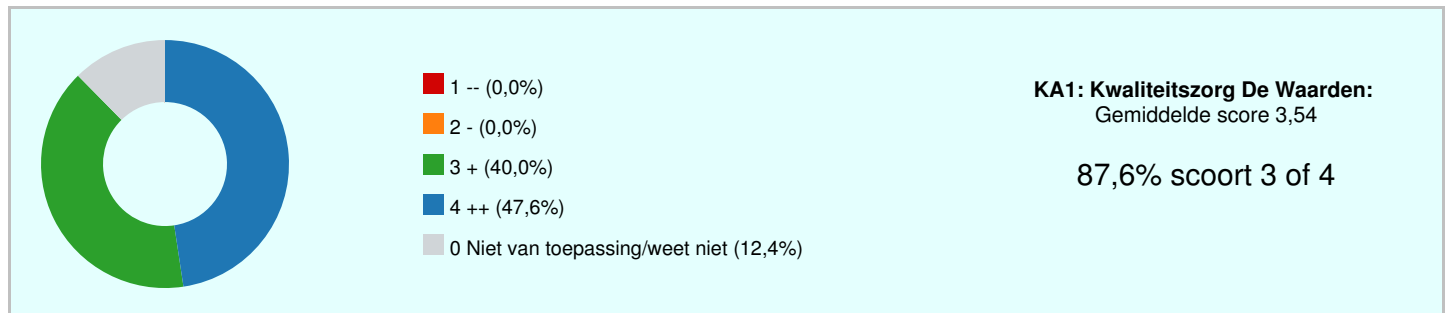 1 -- (0,0%)
2 - (0,0%)
3 + (40,0%)
4 ++ (47,6%)
0 Niet van toepassing/weet niet (12,4%)
KA1: Kwaliteitszorg De Waarden:
Gemiddelde score 3,54
87,6% scoort 3 of 4